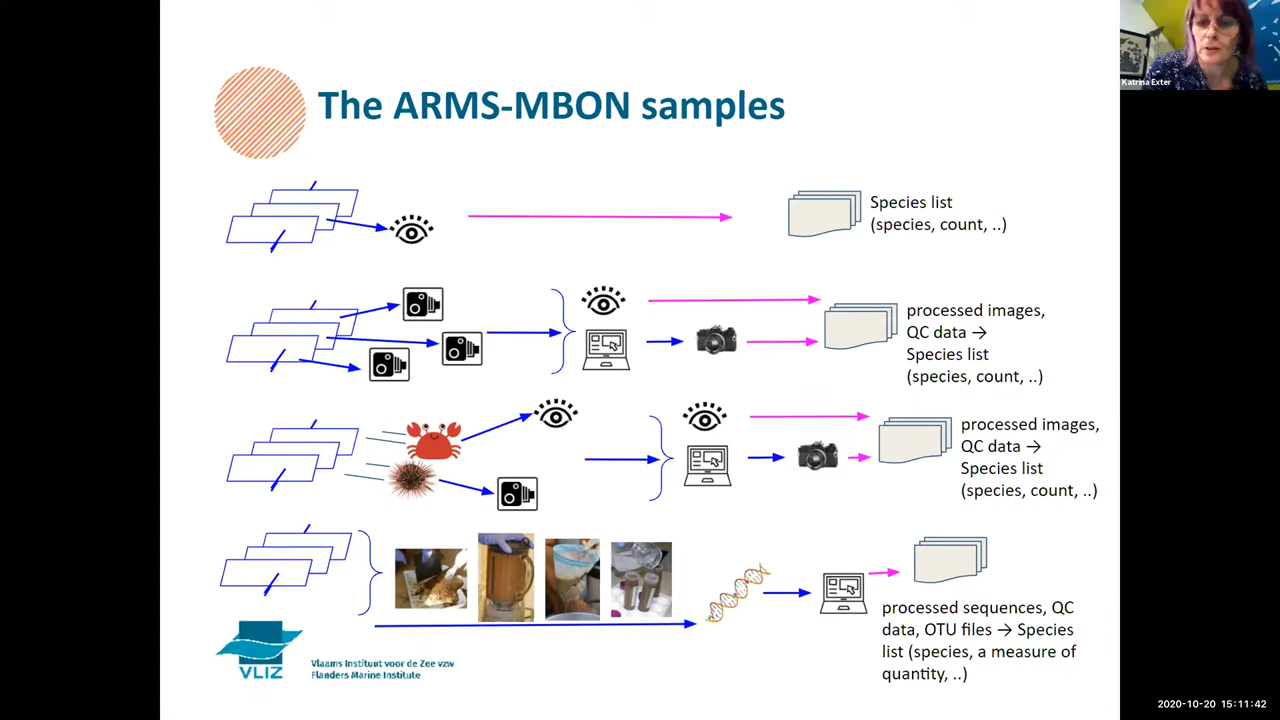 Katrina Exter
The ARMS-MBON samples
Species list
(species, count, ..)
processed images,
QC data →
Species list
(species, count, ..)
processed images,
QC data →
Species list
(species, count, ..)
processed sequences, QC
data, OTU files → Species
list (species, a measure of
quantity, ..)
VLIZ
Vlaams Instituut voor de Zee vzw
Flanders Marine Institute
2020-10-20 15:11:42